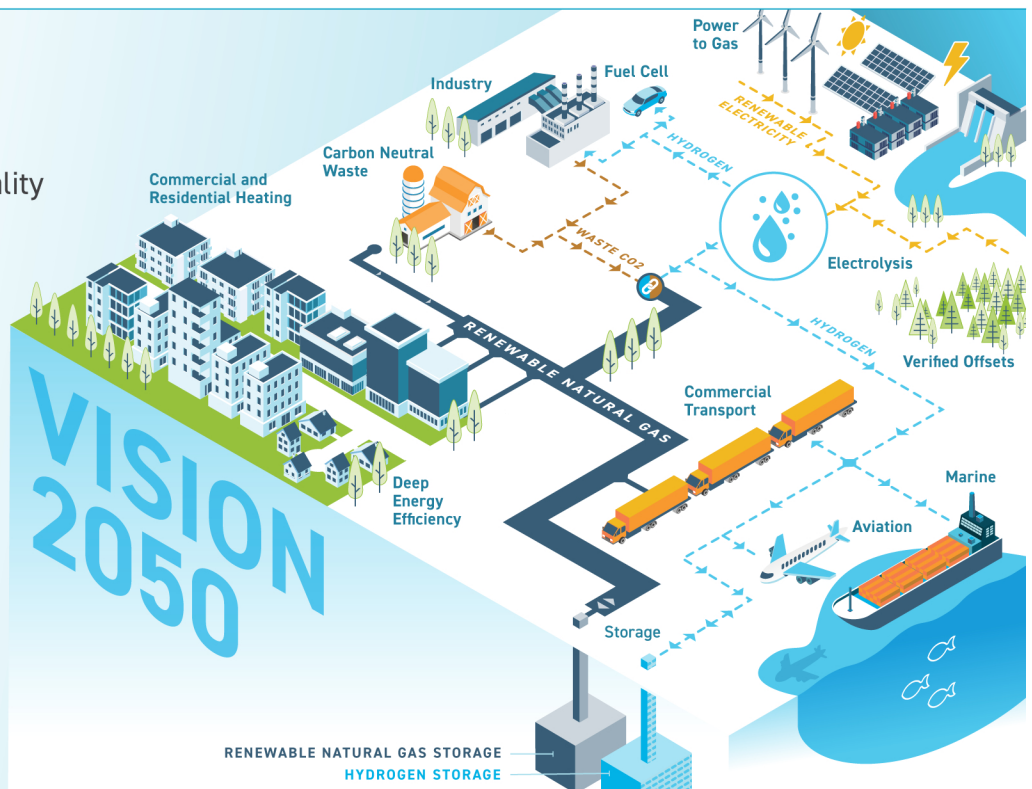 ality
Power
to Gas
Industry
Fuel Cell
RENEWABLE
ELECTRICITY
HYDROGEN
Carbon Neutral
Waste
Commercial and
Residential Heating
WASTE CO2
Electrolysis
HYDROGEN
Verified Offsets
RENEWABLE NATURAL GAS
Commercial
Transport
VISION
2050
Deep
Energy
Efficiency
Marine
Aviation
Storage
RENEWABLE NATURAL GAS STORAGE
HYDROGEN STORAGE